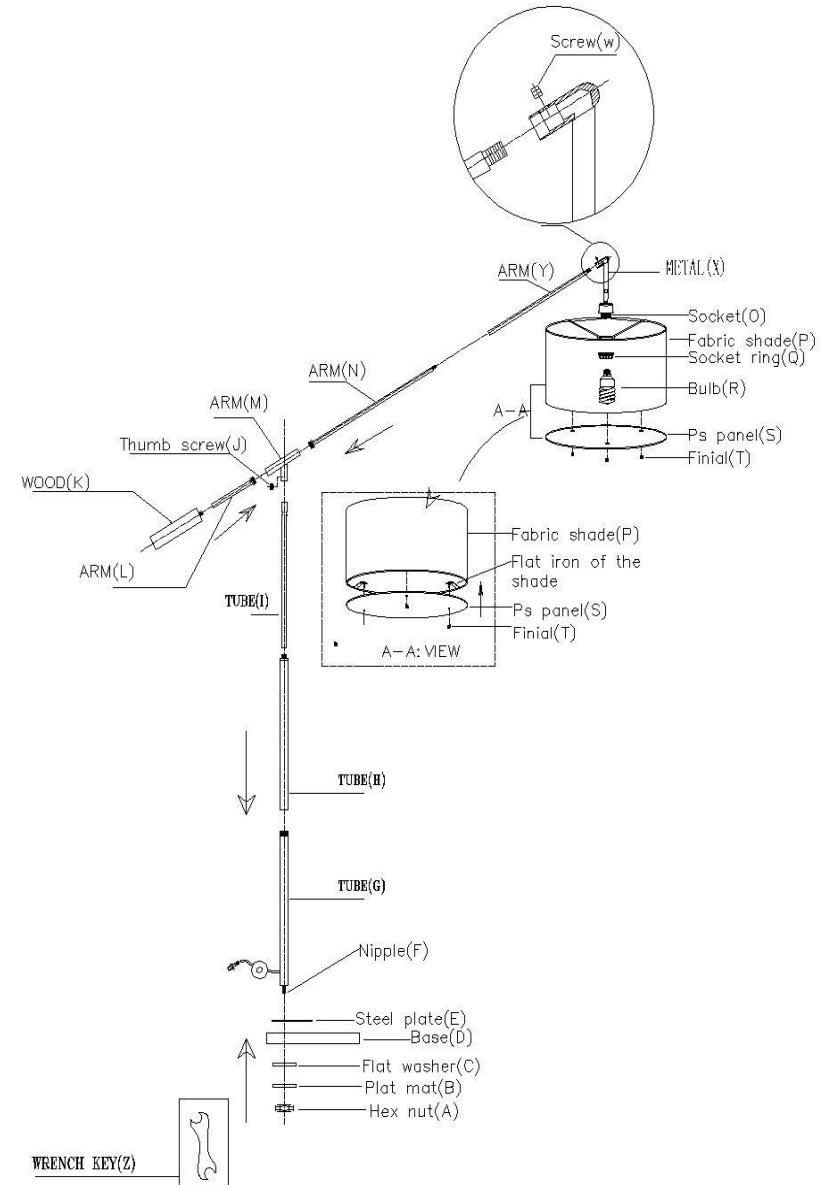 Screw(w)
ARM(Y)
METAL(X)
Socket(O)
Fabric shade(P)
Socket ring(Q)
ARM(N)
Bulb(R)
ARM(M)
A-A
Thumb screw(J)
Ps panel(S)
Finial(T)
WOOD(K)
Fabric shade(P)
Flat iron of the
shade
ARM(L)
TUBE(I)
Ps panel(S)
Finial(T)
A-A: VIEW
TUBE(H)
TUBE(G)
Nipple(F)
Steel plate(E)
Base(D)
Flat washer(C)
Plat mat(B)
Hex nut(A)
WRENCH KEY(Z)